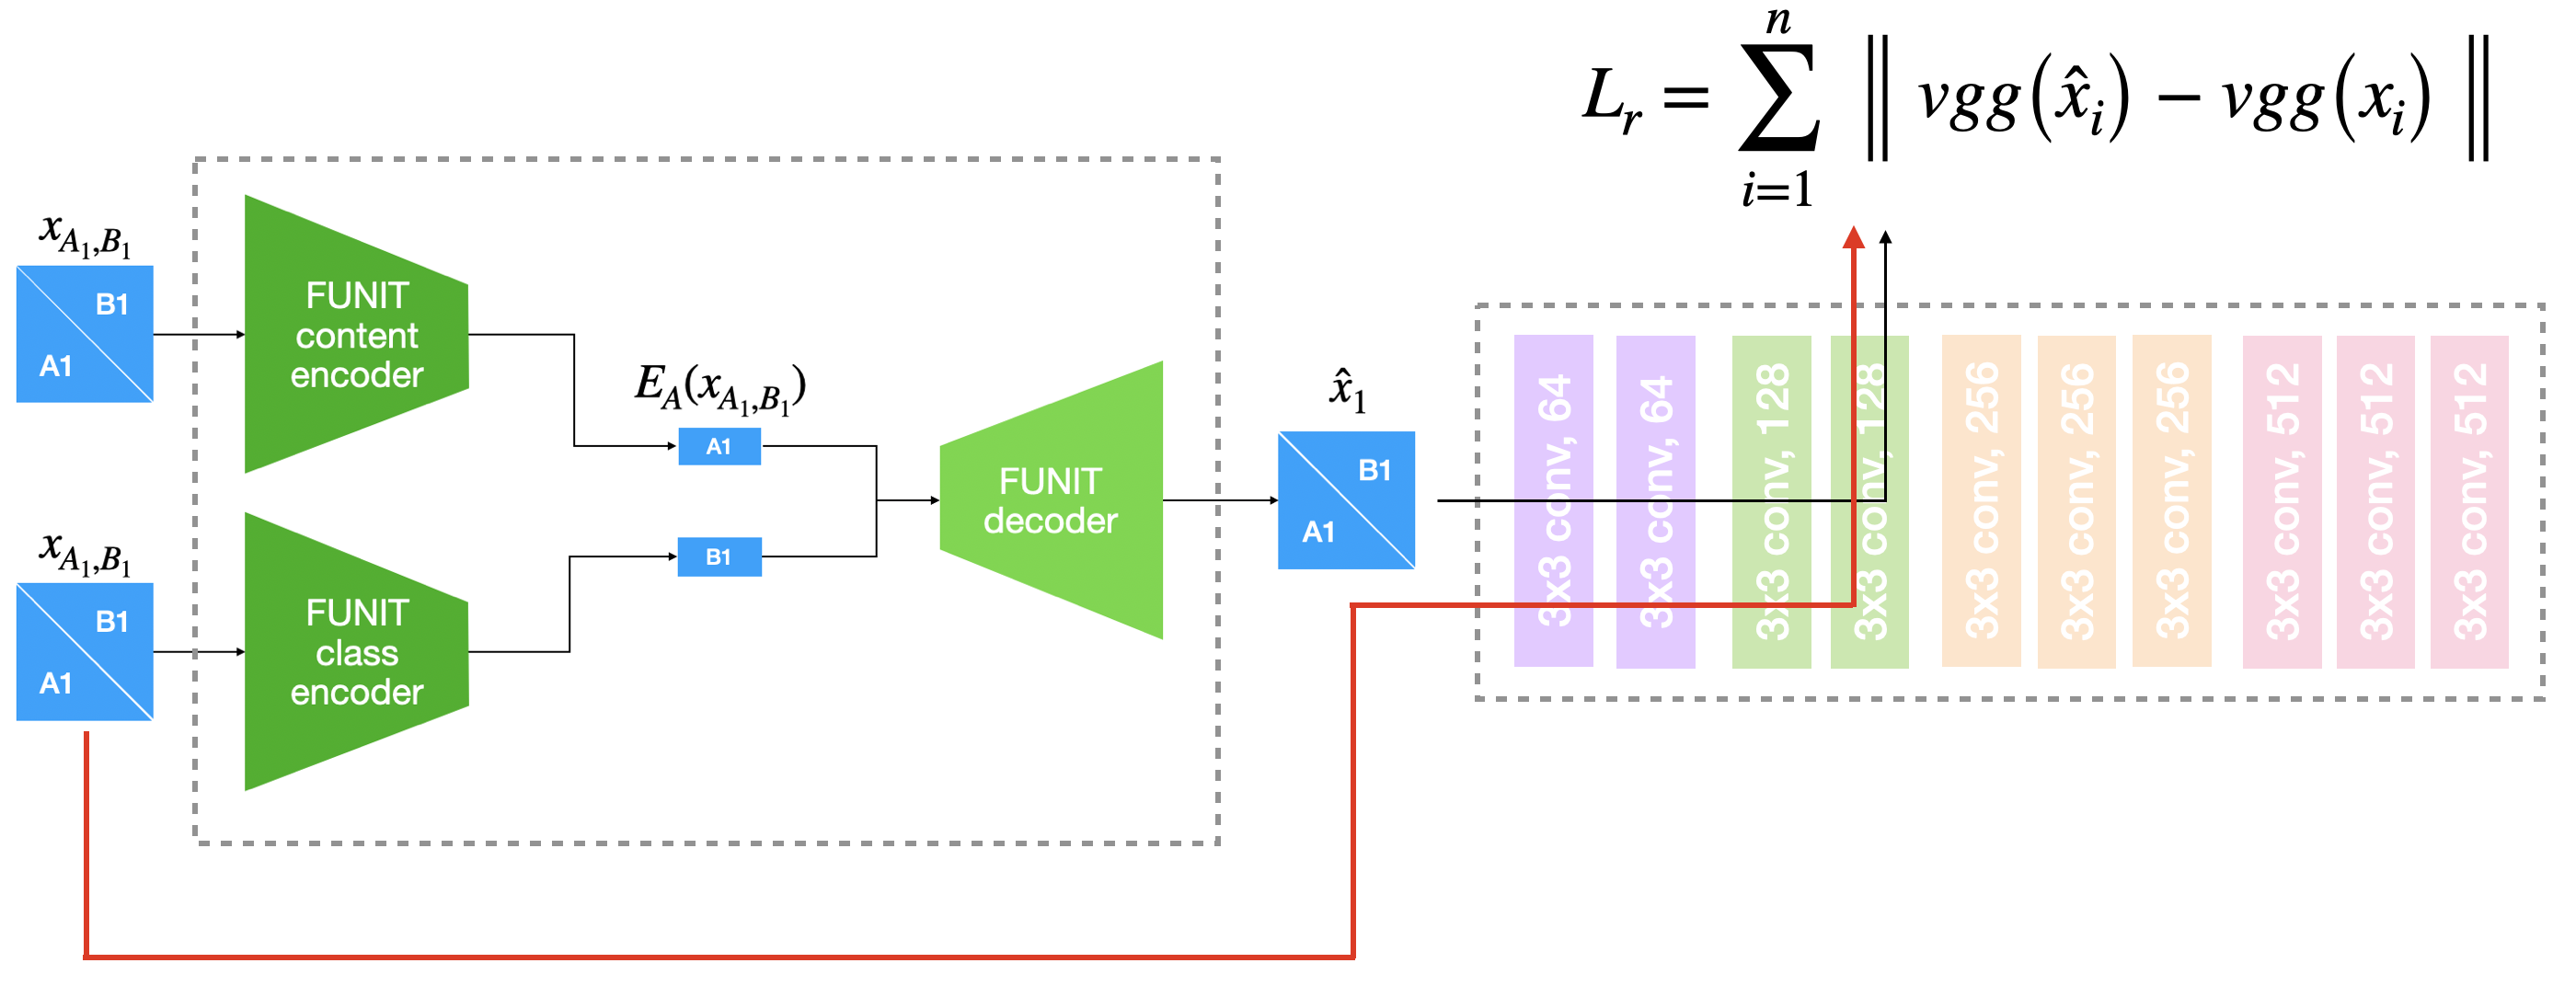 n
L_r = ∑ ‖ vgg(x̂_i) − vgg(x_i) ‖
i=1
x_{A_1,B_1}
B1
A1
FUNIT
content
encoder
E_A(x_{A_1,B_1})
A1
x_{A_1,B_1}
B1
A1
FUNIT
class
encoder
B1
FUNIT
decoder
x̂_1
B1
A1
3x3 conv, 64
3x3 conv, 64
3x3 conv, 128
3x3 conv, 128
3x3 conv, 256
3x3 conv, 256
3x3 conv, 256
3x3 conv, 512
3x3 conv, 512
3x3 conv, 512